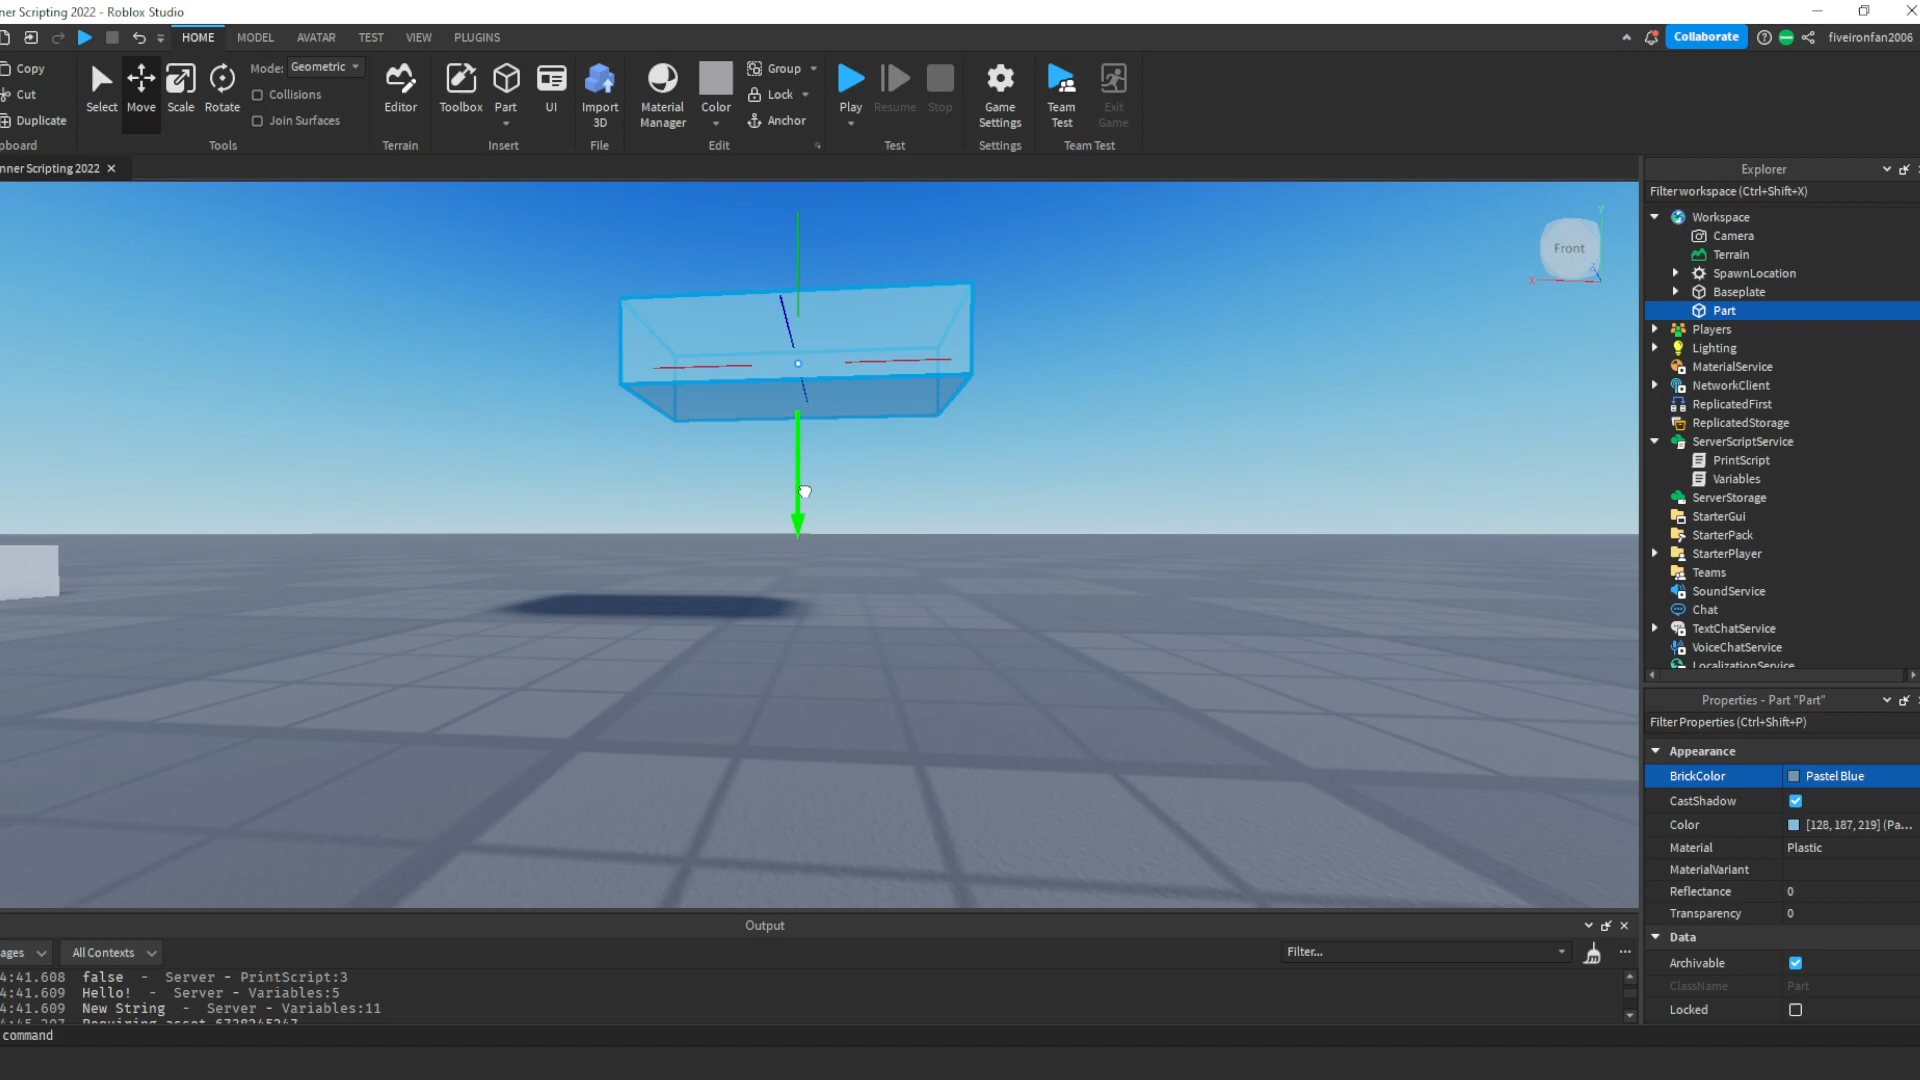 ner Scripting 2022 - Roblox Studio
HOME MODEL AVATAR TEST VIEW PLUGINS
Collaborate
fiveironfan2006
Copy
Cut
Duplicate
pboard
Select
Move
Scale
Rotate
Mode: Geometric
Collisions
Join Surfaces
Tools
Editor
Terrain
Toolbox
Part
UI
Insert
Import 3D
File
Material Manager
Color
Group
Lock
Anchor
Edit
Play
Resume
Stop
Test
Game Settings
Settings
Team Test
Exit Game
Team Test
nner Scripting 2022
Front
X
Y
Z
Explorer
Filter workspace (Ctrl+Shift+X)
Workspace
Camera
Terrain
SpawnLocation
Baseplate
Part
Players
Lighting
MaterialService
NetworkClient
ReplicatedFirst
ReplicatedStorage
ServerScriptService
PrintScript
Variables
ServerStorage
StarterGui
StarterPack
StarterPlayer
Teams
SoundService
Chat
TextChatService
VoiceChatService
LocalizationService
Properties - Part "Part"
Filter Properties (Ctrl+Shift+P)
Appearance
BrickColor Pastel Blue
CastShadow
Color [128, 187, 219] (Pa...
Material Plastic
MaterialVariant
Reflectance 0
Transparency 0
Data
Archivable
ClassName Part
Locked
Output
ages All Contexts Filter...
4:41.608 false - Server - PrintScript:3
4:41.609 Hello! - Server - Variables:5
4:41.609 New String - Server - Variables:11
Requiring asset
command